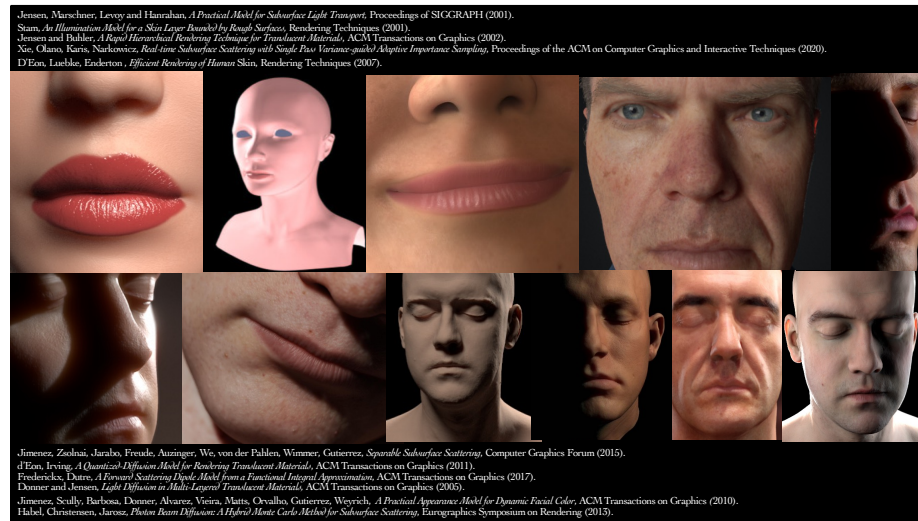 Jensen, Marschner, Levoy and Hanrahan, A Practical Model for Subsurface Light Transport, Proceedings of SIGGRAPH (2001).
Stam, An Illumination Model for a Skin Layer Bounded by Rough Surfaces, Rendering Techniques (2001).
Jensen and Buhler, A Rapid Hierarchical Rendering Technique for Translucent Materials, ACM Transactions on Graphics (2002).
Xie, Olano, Karis, Narkowicz, Real-time Subsurface Scattering with Single Pass Variance-guided Adaptive Importance Sampling, Proceedings of the ACM on Computer Graphics and Interactive Techniques (2020).
D'Eon, Luebke, Enderton , Efficient Rendering of Human Skin, Rendering Techniques (2007).
Jimenez, Zsolnai, Jarabo, Freude, Auzinger, We, von der Pahlen, Wimmer, Gutierrez, Separable Subsurface Scattering, Computer Graphics Forum (2015).
d'Eon, Irving, A Quantized-Diffusion Model for Rendering Translucent Materials, ACM Transactions on Graphics (2011).
Frederickx, Dutre, A Forward Scattering Dipole Model from a Functional Integral Approximation, ACM Transactions on Graphics (2017).
Donner and Jensen, Light Diffusion in Multi-Layered Translucent Materials, ACM Transactions on Graphics (2005).
Jimenez, Scully, Barbosa, Donner, Alvarez, Vieira, Matts, Orvalho, Gutierrez, Weyrich, A Practical Appearance Model for Dynamic Facial Color, ACM Transactions on Graphics (2010).
Habel, Christensen, Jarosz, Photon Beam Diffusion: A Hybrid Monte Carlo Method for Subsurface Scattering, Eurographics Symposium on Rendering (2013).